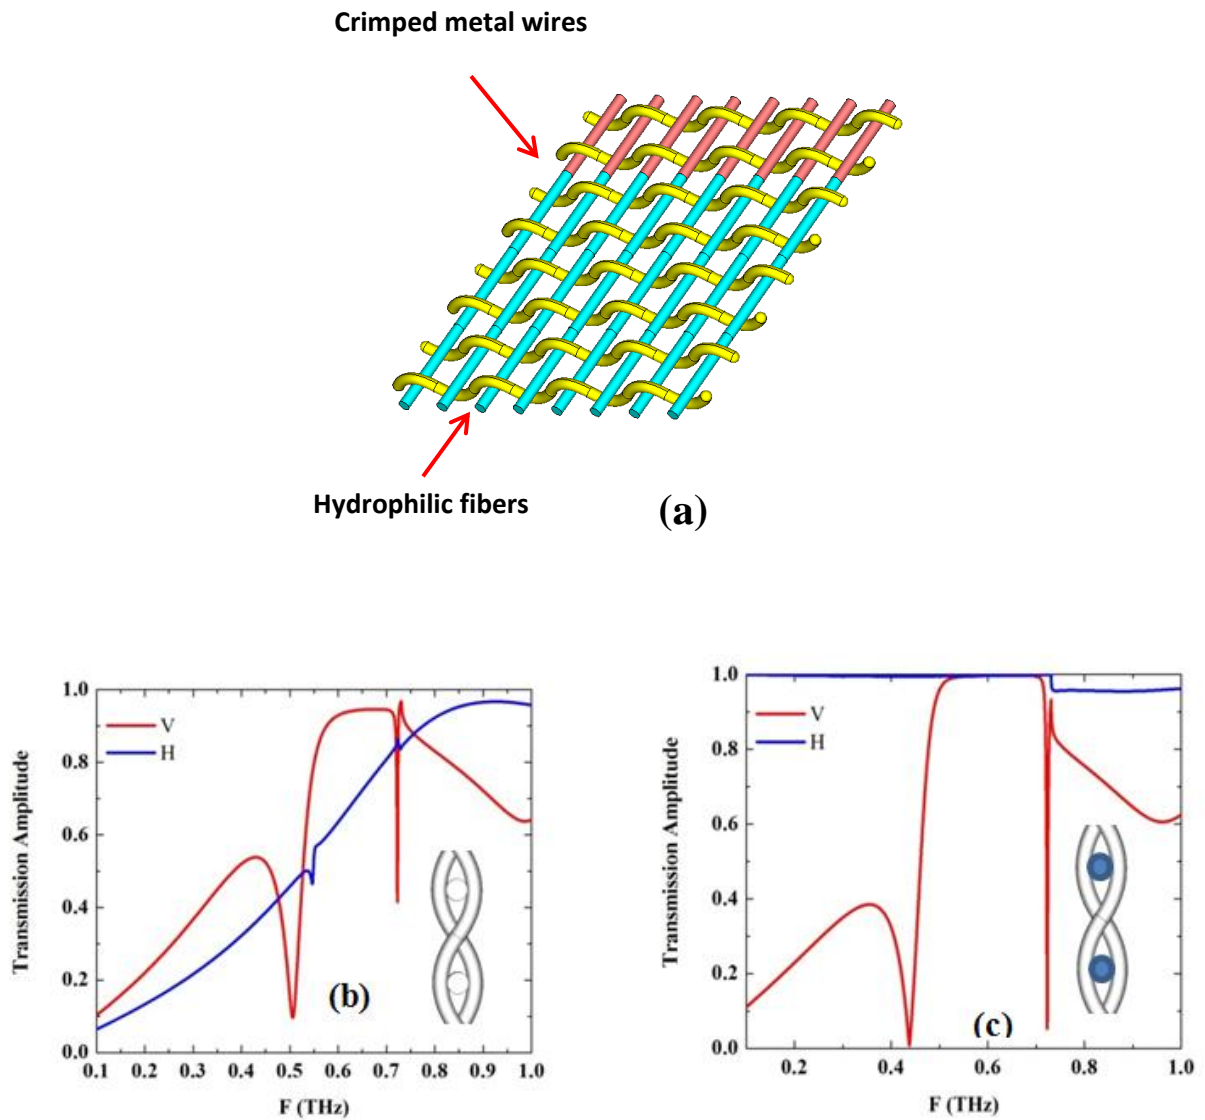 Crimped metal wires
Hydrophilic fibers
(a)
Transmission Amplitude
1.0
0.8
0.6
0.4
0.2
0.0
V
H
(b)
0.1 0.2 0.3 0.4 0.5 0.6 0.7 0.8 0.9 1.0
F (THz)
Transmission Amplitude
1.0
0.8
0.6
0.4
0.2
0.0
V
H
(c)
0.2 0.4 0.6 0.8 1.0
F (THz)